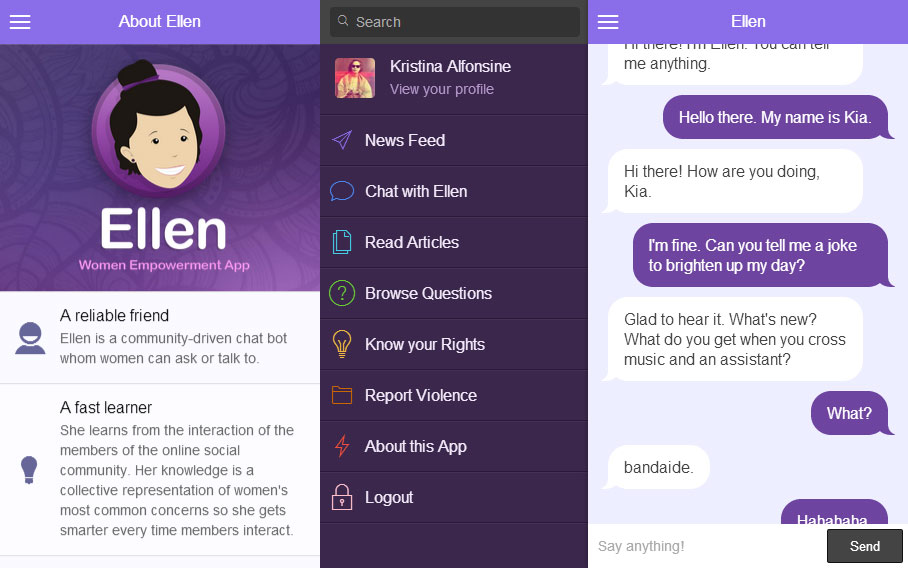 About Ellen
Ellen
Women Empowerment App
A reliable friend
Ellen is a community-driven chat bot
whom women can ask or talk to.
A fast learner
She learns from the interaction of the
members of the online social
community. Her knowledge is a
collective representation of women's
most common concerns so she gets
smarter every time members interact.
Search
Kristina Alfonsine
View your profile
News Feed
Chat with Ellen
Read Articles
? Browse Questions
Know your Rights
Report Violence
About this App
Logout
Ellen
Hi there! I'm Ellen. You can tell
me anything.
Hello there. My name is Kia.
Hi there! How are you doing,
Kia.
I'm fine. Can you tell me a joke
to brighten up my day?
Glad to hear it. What's new?
What do you get when you cross
music and an assistant?
What?
bandaide.
Hahahaha.
Say anything!
Send